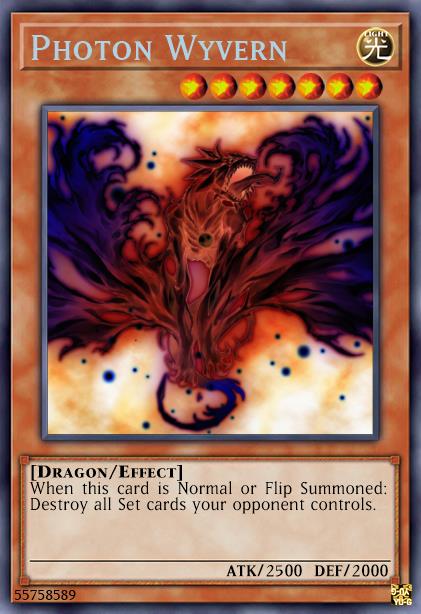 Photon Wyvern
LIGHT
光
[Dragon/Effect]
When this card is Normal or Flip Summoned:
Destroy all Set cards your opponent controls.
ATK/2500 DEF/2000
55758589